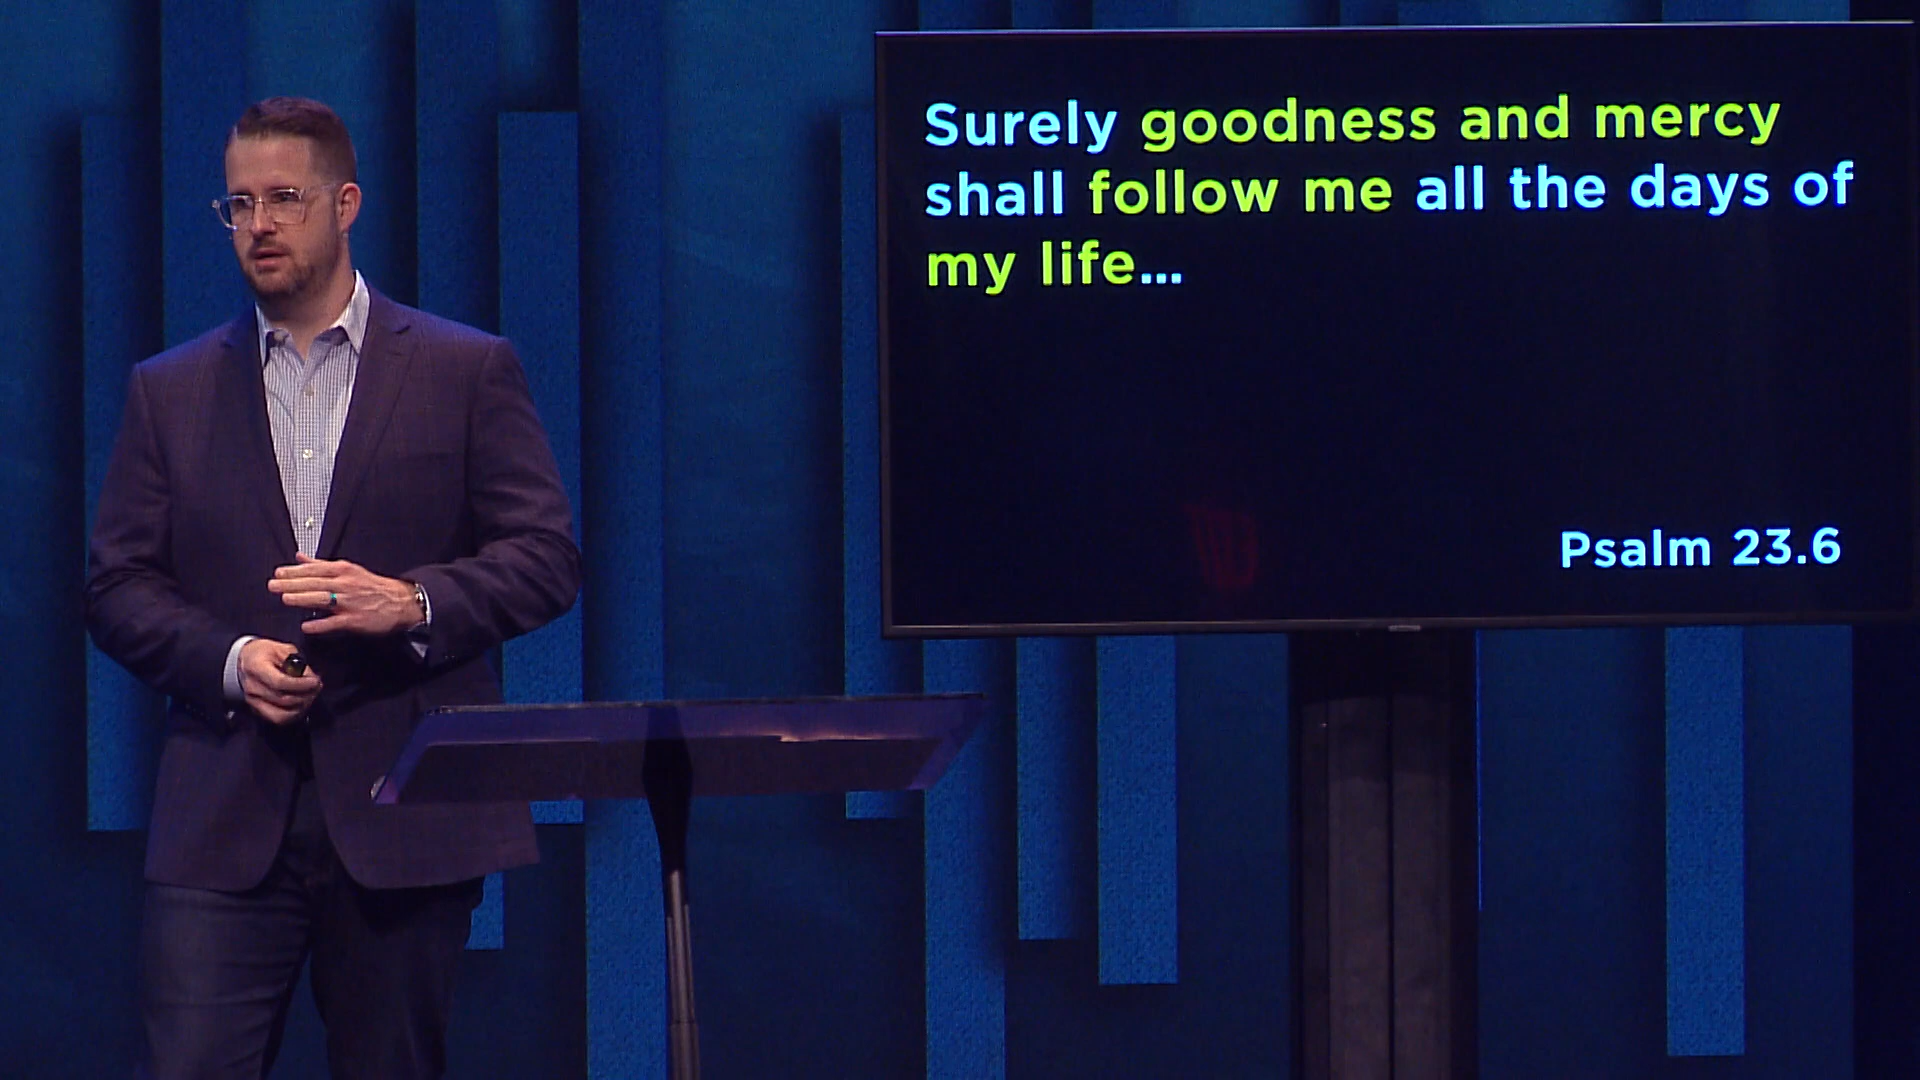 Surely goodness and mercy
shall follow me all the days of
my life...
Psalm 23.6